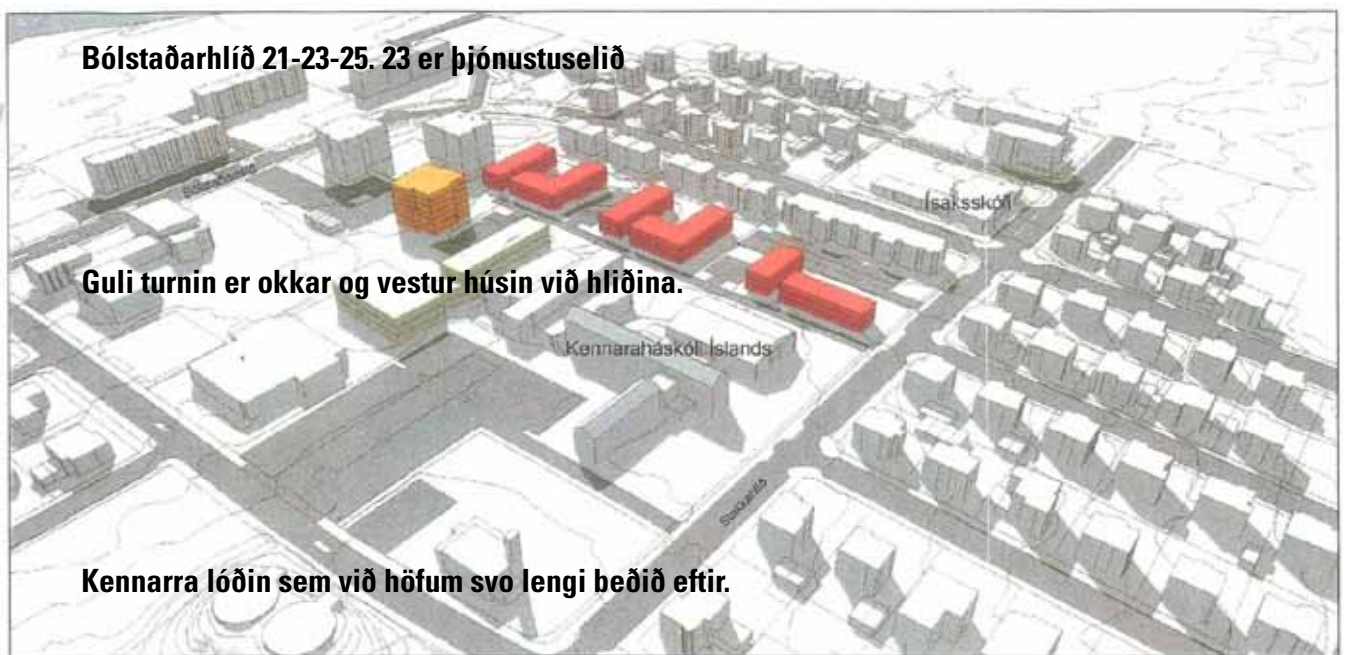 Bólstaðarhlíð 21-23-25. 23 er þjónustuselið
Bólstaðarhlíð
Ísaksskóli
Guli turnin er okkar og vestur húsin við hliðina.
Kennaraháskóli Íslands
Stakkahlíð
Kennarra lóðin sem við höfum svo lengi beðið eftir.